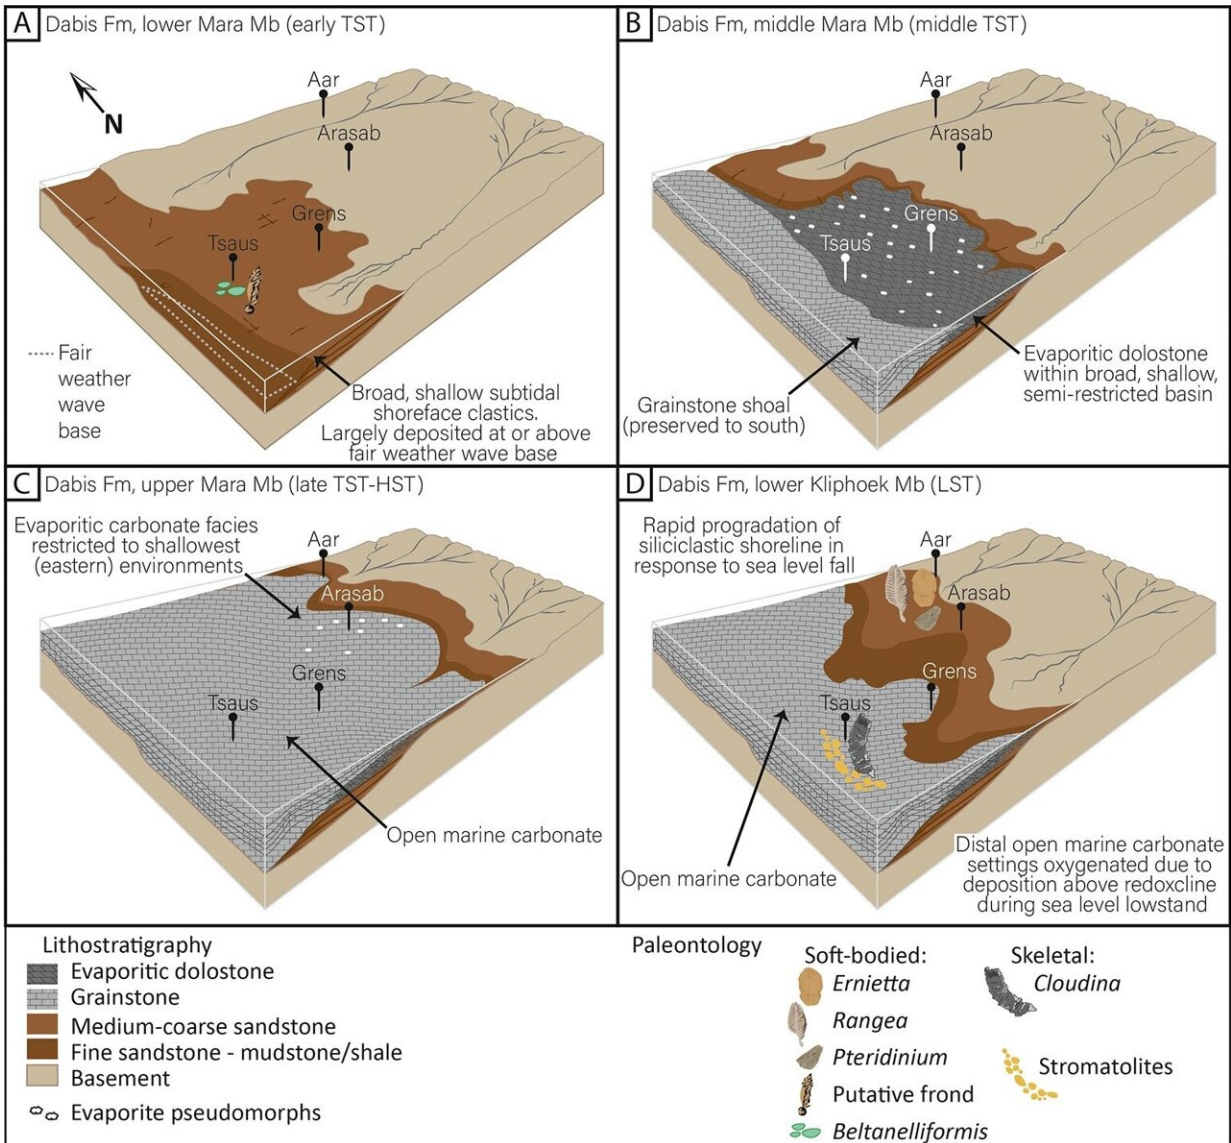 A Dabis Fm, lower Mara Mb (early TST)
N
Aar
Arasab
Grens
Tsaus
Fair
weather
wave
base
Broad, shallow subtidal
shoreface clastics.
Largely deposited at or above
fair weather wave base
B Dabis Fm, middle Mara Mb (middle TST)
Aar
Arasab
Grens
Tsaus
Grainstone shoal
(preserved to south)
Evaporitic dolostone
within broad, shallow,
semi-restricted basin
C Dabis Fm, upper Mara Mb (late TST-HST)
Evaporitic carbonate facies
restricted to shallowest
(eastern) environments
Aar
Arasab
Grens
Tsaus
Open marine carbonate
D Dabis Fm, lower Kliphoek Mb (LST)
Rapid progradation of
siliciclastic shoreline in
response to sea level fall
Aar
Arasab
Grens
Tsaus
Open marine carbonate
Distal open marine carbonate
settings oxygenated due to
deposition above redoxcline
during sea level lowstand
Lithostratigraphy
Evaporitic dolostone
Grainstone
Medium-coarse sandstone
Fine sandstone - mudstone/shale
Basement
Evaporite pseudomorphs
Paleontology
Soft-bodied:
Ernietta
Rangea
Pteridinium
Putative frond
Beltanelliformis
Skeletal:
Cloudina
Stromatolites